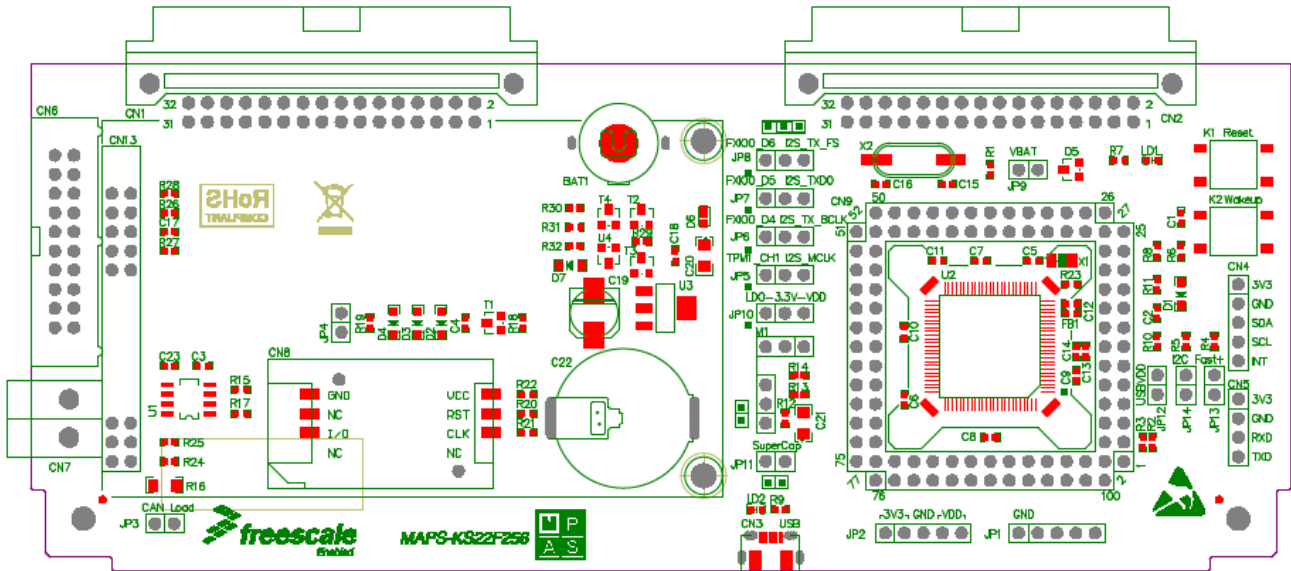 32 2
CN1
31 1
32 2
CN2
31 1
CN6
CN13
K1 Reset
FXIO0_D6 I2S_TX_FS
JP8
X2
R1
VBAT
JP9
D5
R7
LD1
R28
R26
C17
R27
RoHS
COMPLIANT
BAT1
FXIO0_D5 I2S_TXD0
JP7
C16
C15
CN9
50
26
52
27
51
25
K2 Wakeup
C1
R30
R31
R32
T4
T2
U4
R29
D6
C18
C20
D7
C19
U3
FXIO0_D4 I2S_TX_BCLK
JP6
TPM1_CH1 I2S_MCLK
JP5
C11
C7
C5
X1
U2
R23
C12
FB1
R8
R6
CN4
3V3
GND
SDA
SCL
INT
R11
D1
C2
R10
R5
R4
I2C Fast+
LDO-3.3V-VDD
JP10
M1
JP4
R19
D4
D3
D2
C4
T1
R18
C10
C14
C13
C9
C6
C8
C23
C3
R15
R17
CN8
GND
NC
I/O
NC
VCC
RST
CLK
NC
R22
R20
R21
C22
R14
R13
R12
C21
USBVDD
JP12
JP14
JP13
CN5
3V3
GND
RXD
TXD
R3
R2
R25
R24
R16
CN7
SuperCap
JP11
75
77
76
100
1
2
CAN Load
JP3
freescale
Enabled
MAPS-KS22F256
M P
A S
LD2
R9
CN3
USB
3V3 GND VDD
JP2
GND
JP1